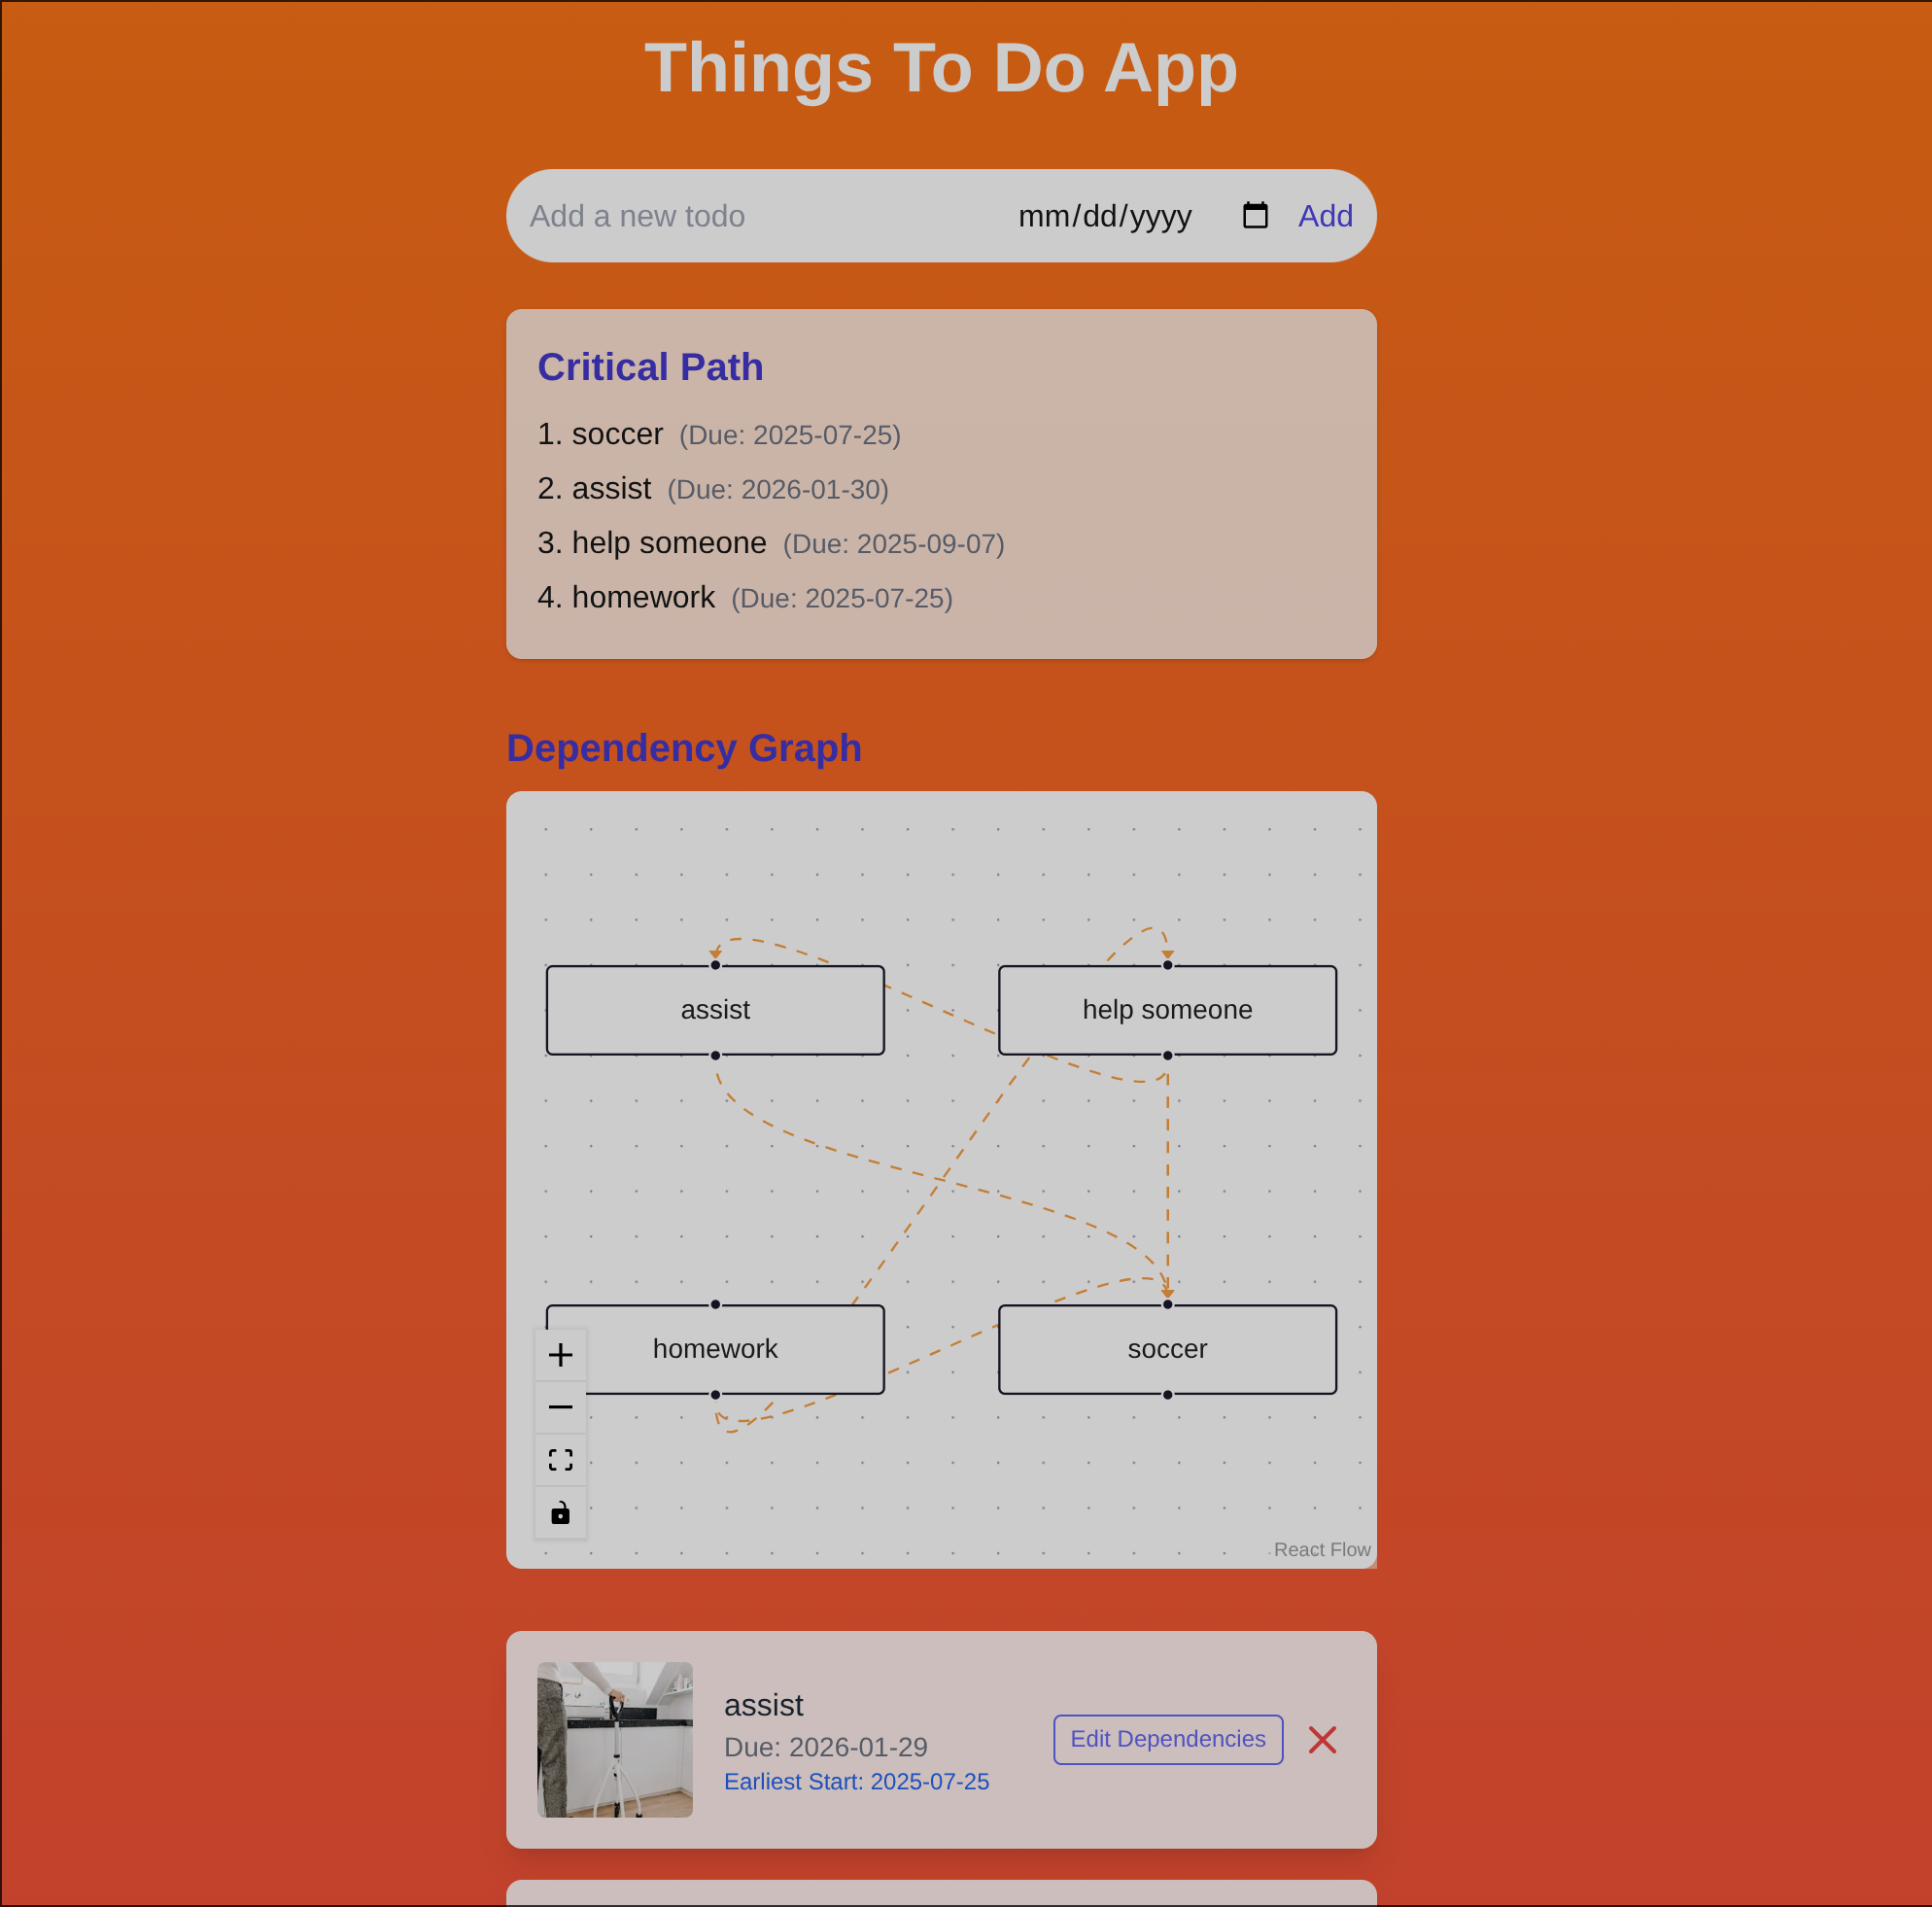 Things To Do App
Add a new todo mm/dd/yyyy Add
Critical Path
1. soccer (Due: 2025-07-25)
2. assist (Due: 2026-01-30)
3. help someone (Due: 2025-09-07)
4. homework (Due: 2025-07-25)
Dependency Graph
assist help someone
homework soccer
React Flow
assist
Due: 2026-01-29
Earliest Start: 2025-07-25
Edit Dependencies